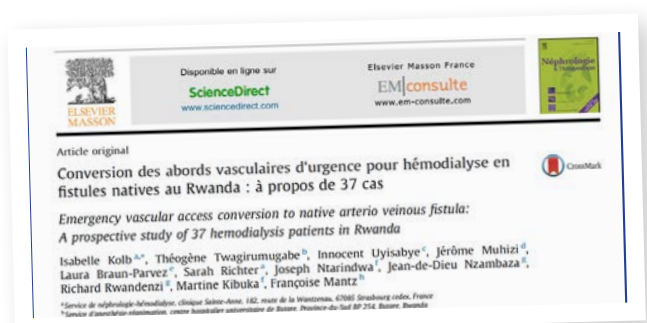 Disponible en ligne sur
ScienceDirect
www.sciencedirect.com
Elsevier Masson France
EM|consulte
www.em-consulte.com
ELSEVIER
MASSON
Néphrologie
& Thérapeutique
Article original
CrossMark
Conversion des abords vasculaires d'urgence pour hémodialyse en
fistules natives au Rwanda : à propos de 37 cas
Emergency vascular access conversion to native arterio veinous fistula:
A prospective study of 37 hemodialysis patients in Rwanda
Isabelle Kolb a,*, Théogène Twagirumugabe b, Innocent Uyisabye c, Jérôme Muhizi d,
Laura Braun-Parvez e, Sarah Richter a, Joseph Ntarindwa f, Jean-de-Dieu Nzambaza g,
Richard Rwandenzi g, Martine Kibuka f, Françoise Mantz h
a Service de néphrologie-hémodialyse, clinique Sainte-Anne, 182, route de la Wantzenau, 67085 Strasbourg cedex, France
b Service d'anesthésie-réanimation, centre hospitalier universitaire de Butare, Province-du-Sud BP 254, Butare, Rwanda